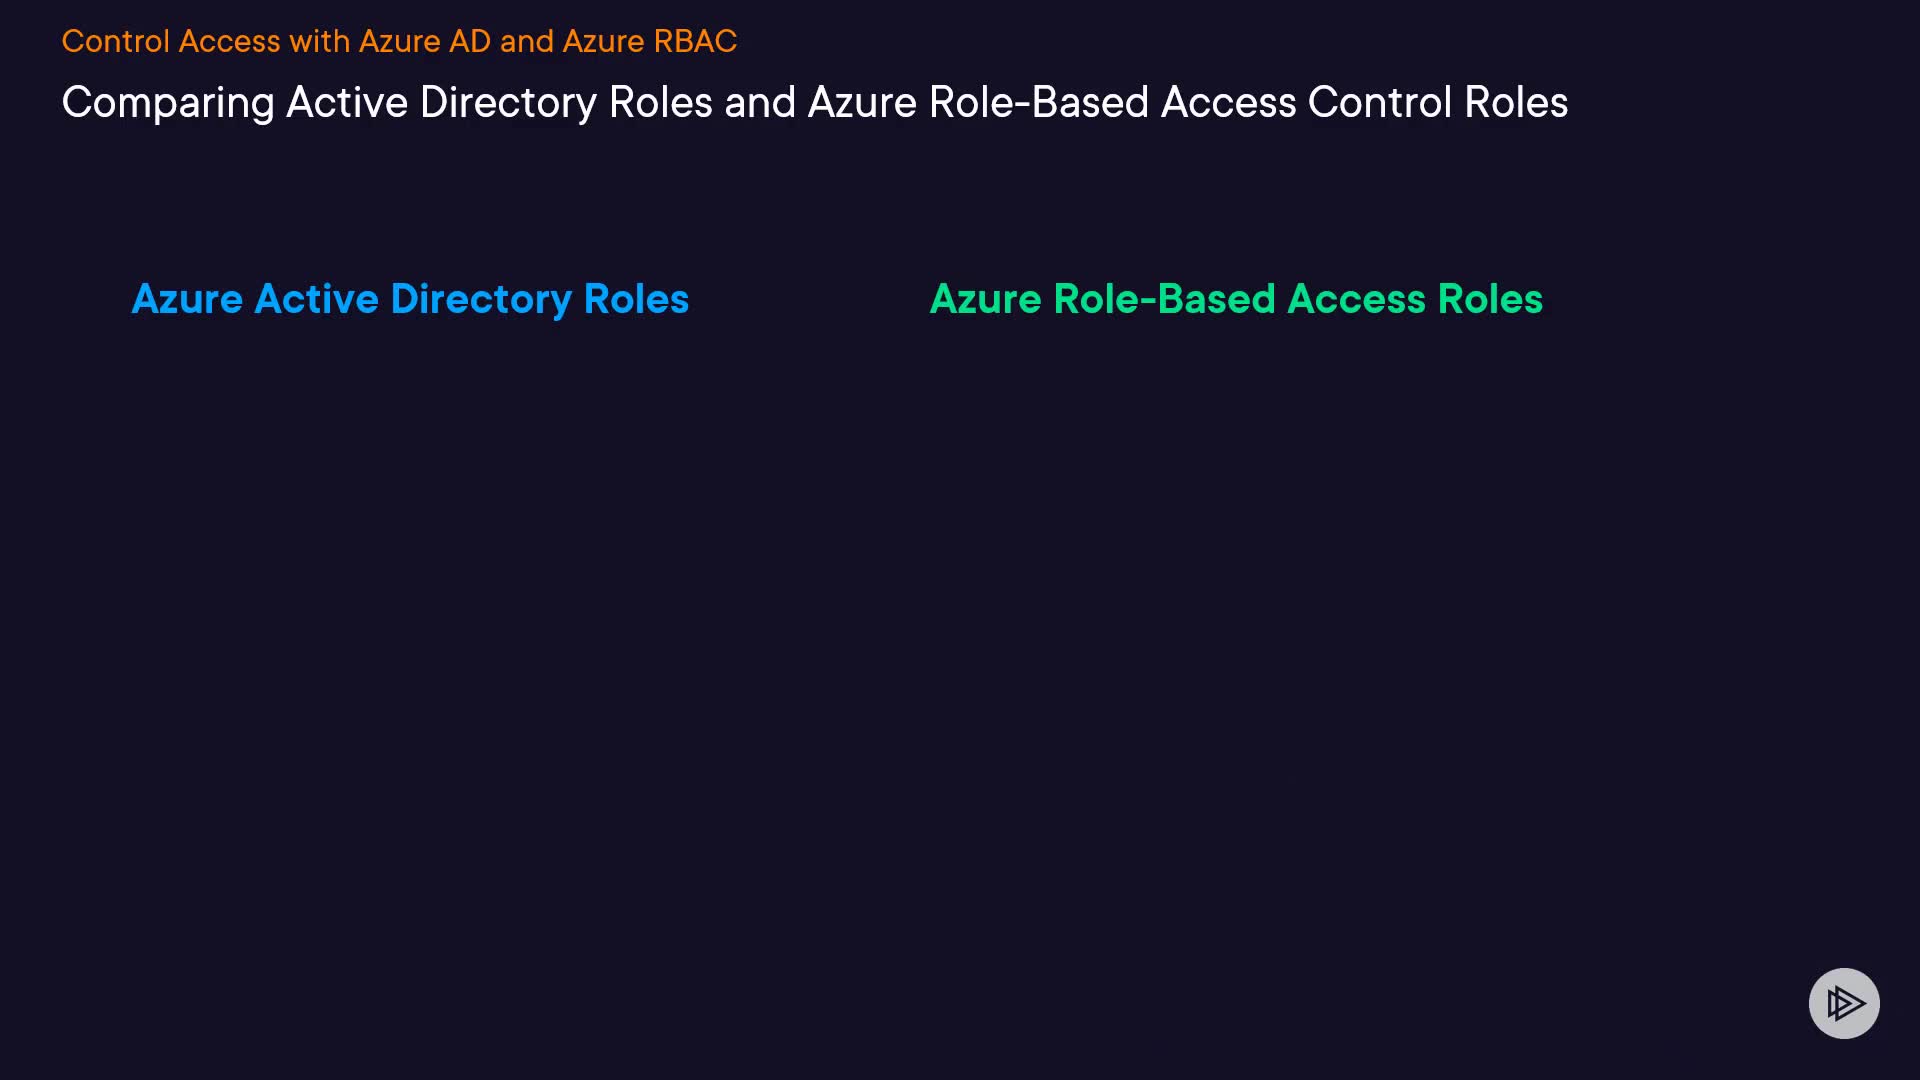 Control Access with Azure AD and Azure RBAC
Comparing Active Directory Roles and Azure Role-Based Access Control Roles
Azure Active Directory Roles
Azure Role-Based Access Roles